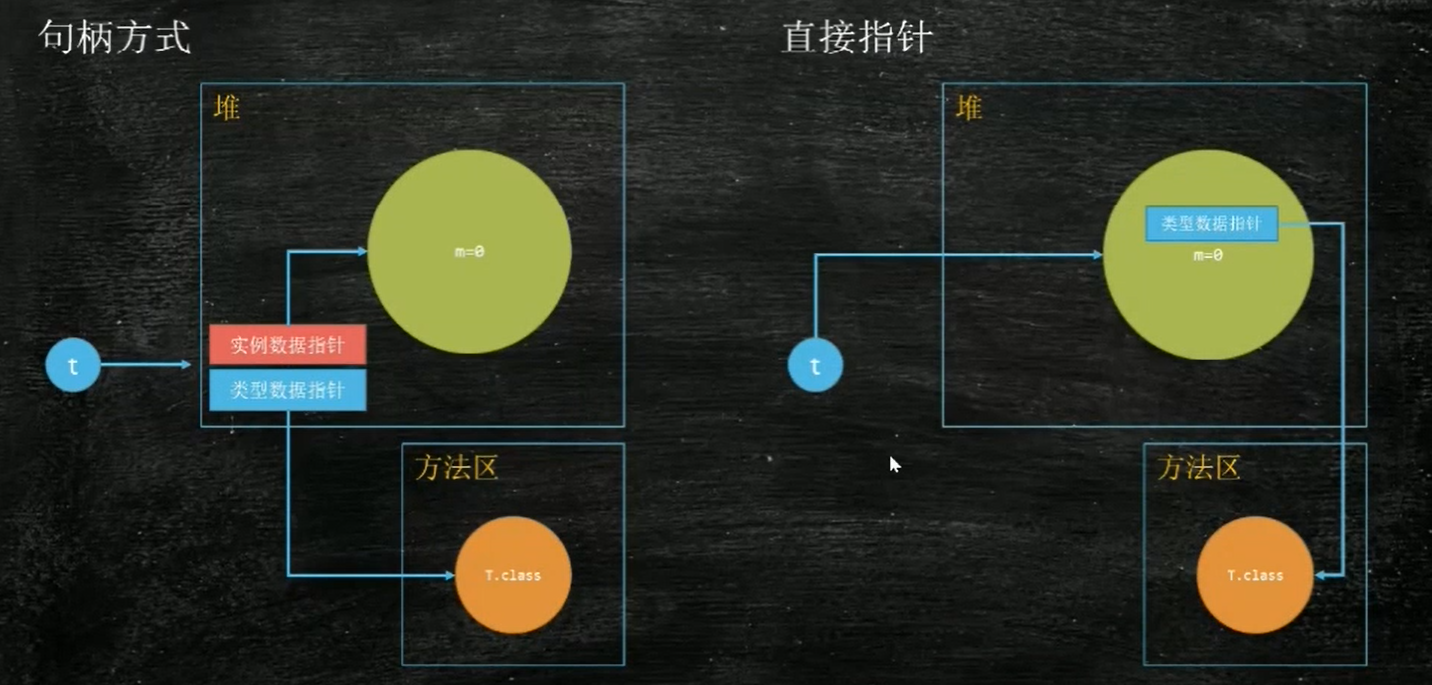 句柄方式
堆
m=0
实例数据指针
t
类型数据指针
方法区
T.class
直接指针
堆
类型数据指针
m=0
t
方法区
T.class